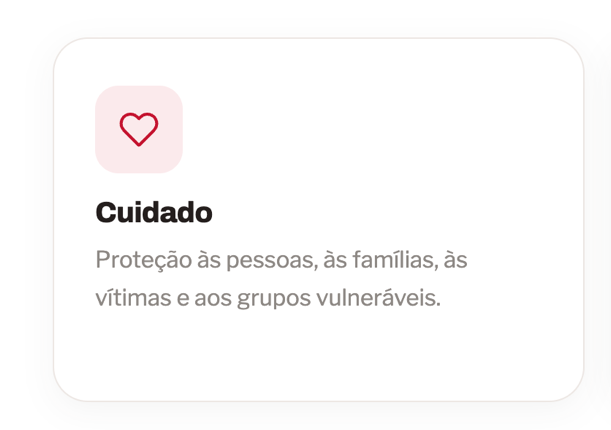 Cuidado
Proteção às pessoas, às famílias, às
vítimas e aos grupos vulneráveis.